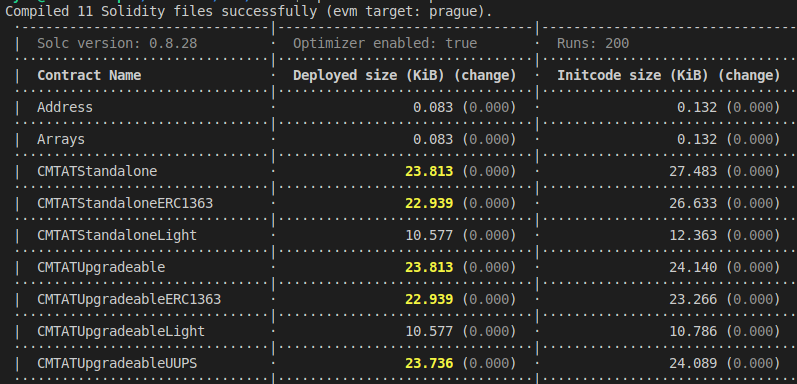 Compiled 11 Solidity files successfully (evm target: prague).
| Solc version: 0.8.28 · Optimizer enabled: true · Runs: 200
| Contract Name · Deployed size (KiB) (change) · Initcode size (KiB) (change)
| Address · 0.083 (0.000) · 0.132 (0.000)
| Arrays · 0.083 (0.000) · 0.132 (0.000)
| CMTATStandalone · 23.813 (0.000) · 27.483 (0.000)
| CMTATStandaloneERC1363 · 22.939 (0.000) · 26.633 (0.000)
| CMTATStandaloneLight · 10.577 (0.000) · 12.363 (0.000)
| CMTATUpgradeable · 23.813 (0.000) · 24.140 (0.000)
| CMTATUpgradeableERC1363 · 22.939 (0.000) · 23.266 (0.000)
| CMTATUpgradeableLight · 10.577 (0.000) · 10.786 (0.000)
| CMTATUpgradeableUUPS · 23.736 (0.000) · 24.089 (0.000)